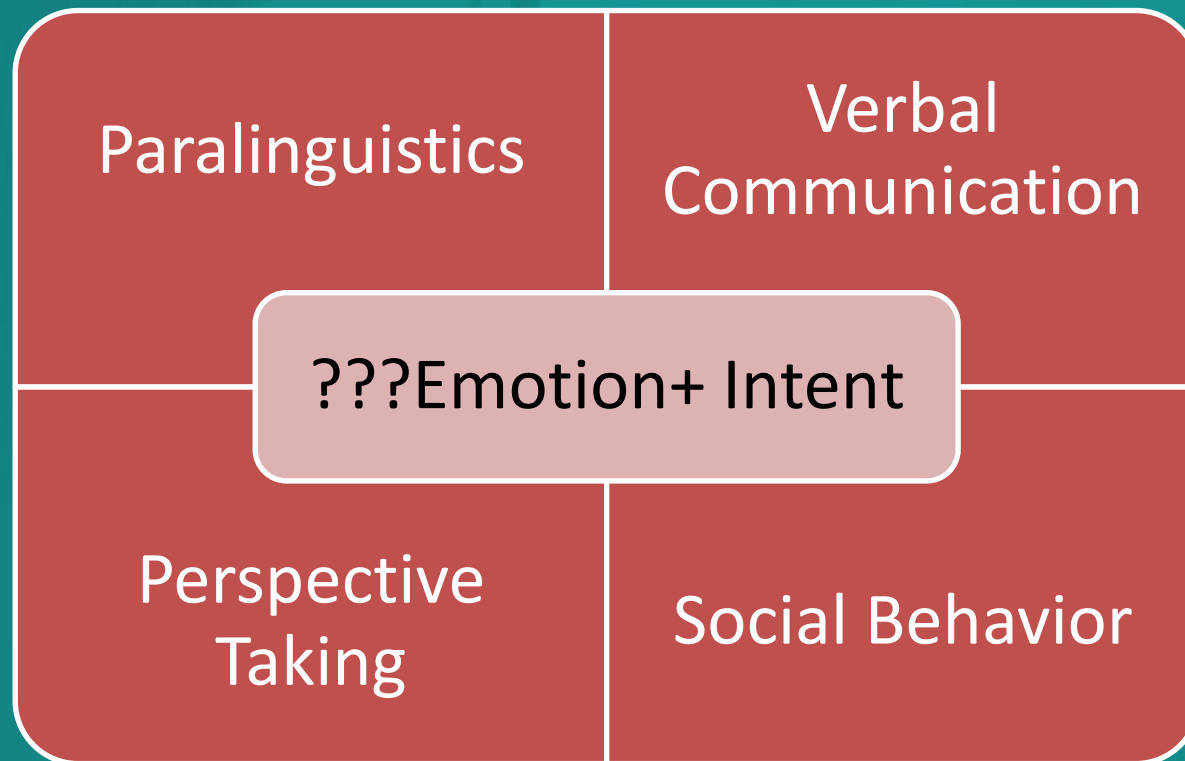 Paralinguistics
Verbal
Communication
???Emotion+ Intent
Perspective
Taking
Social Behavior